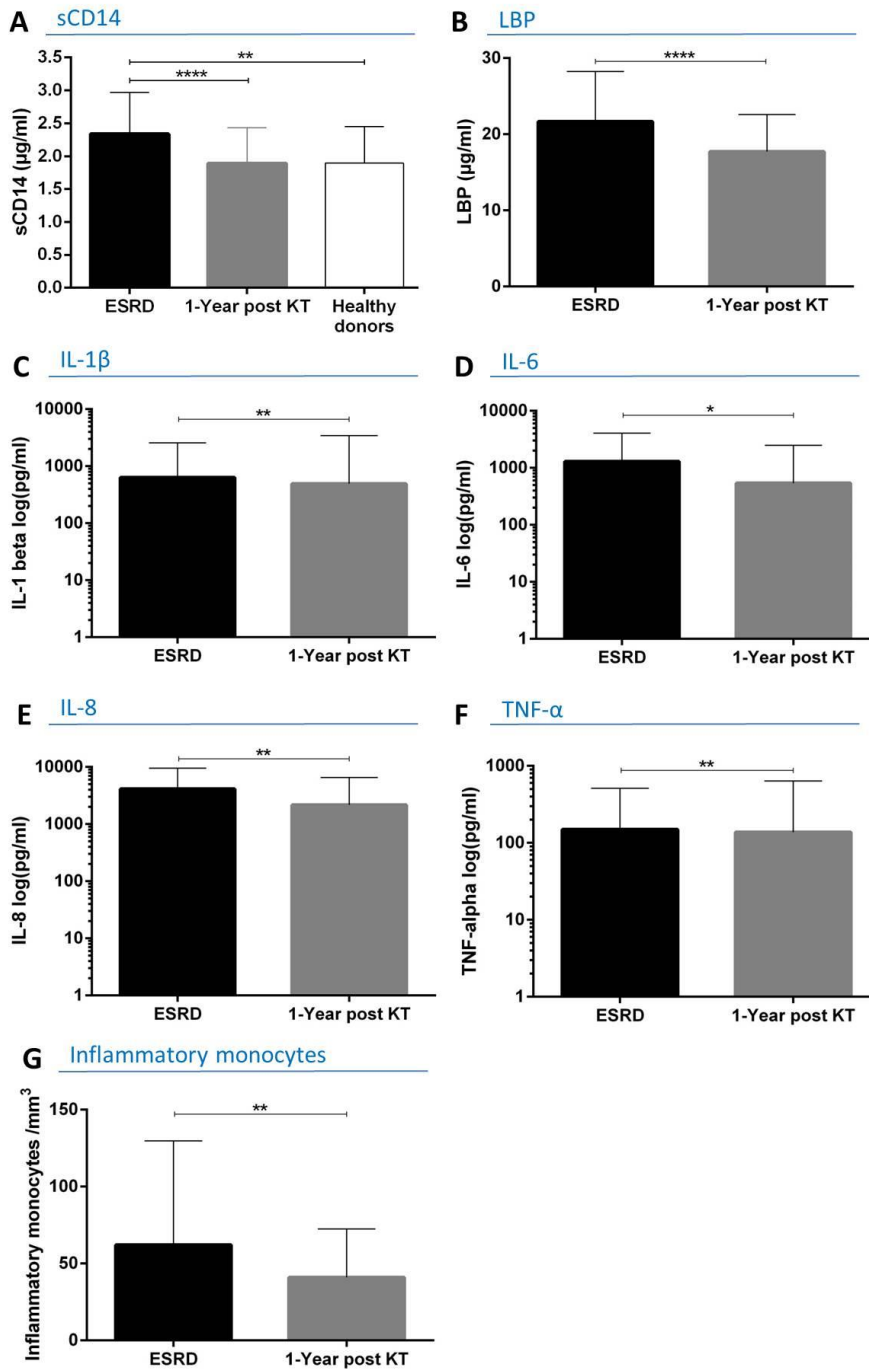 A sCD14
**
****
3.5
3.0
2.5
2.0
1.5
1.0
0.5
0.0
sCD14 (µg/ml)
ESRD 1-Year post KT Healthy
donors
B LBP
****
30
20
10
0
LBP (µg/ml)
ESRD 1-Year post KT
C IL-1β
**
10000
1000
100
10
1
IL-1 beta log(pg/ml)
ESRD 1-Year post KT
D IL-6
*
10000
1000
100
10
1
IL-6 log(pg/ml)
ESRD 1-Year post KT
E IL-8
**
10000
1000
100
10
1
IL-8 log(pg/ml)
ESRD 1-Year post KT
F TNF-α
**
1000
100
10
1
TNF-alpha log(pg/ml)
ESRD 1-Year post KT
G Inflammatory monocytes
**
150
100
50
0
Inflammatory monocytes /mm³
ESRD 1-Year post KT